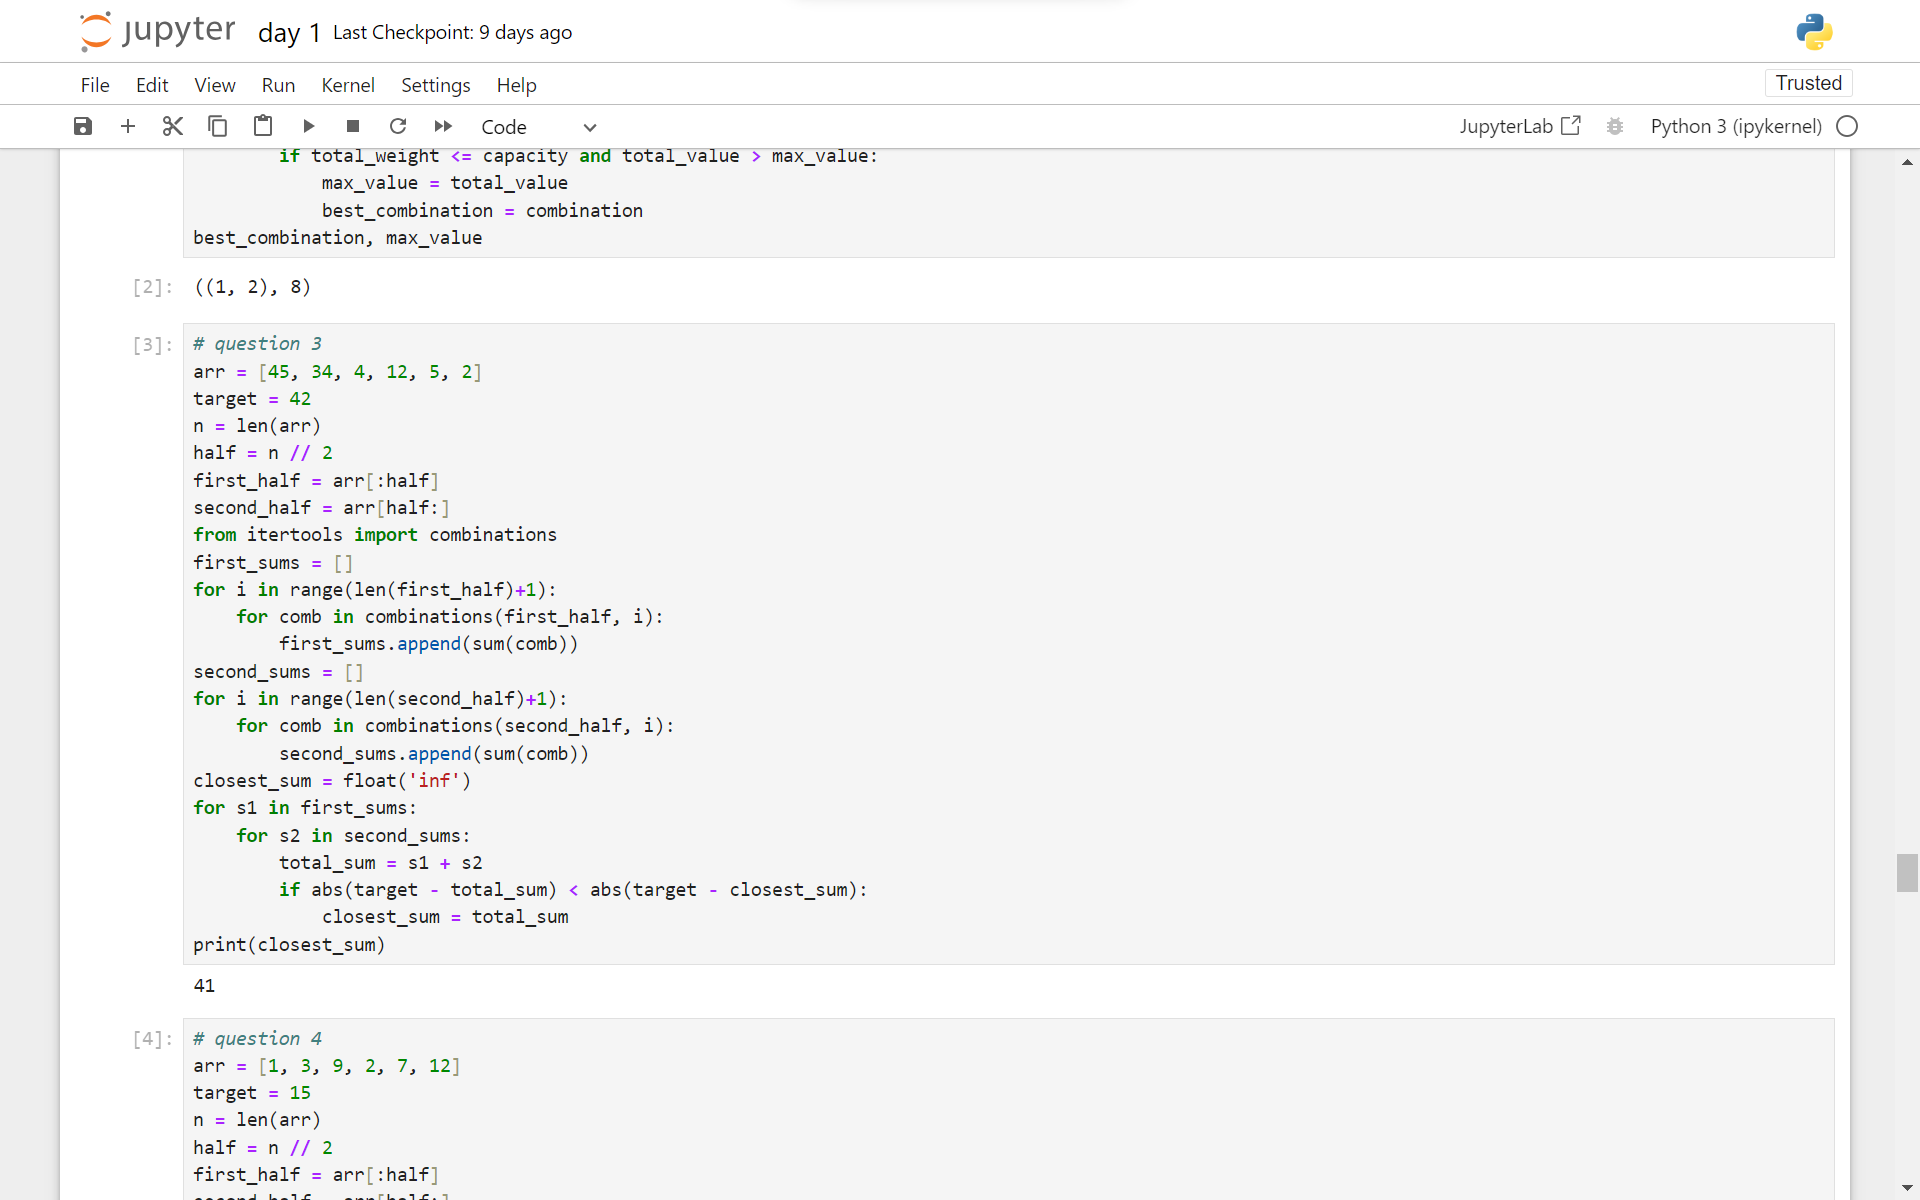 jupyter day 1 Last Checkpoint: 9 days ago
File Edit View Run Kernel Settings Help Trusted
Code JupyterLab Python 3 (ipykernel)
        if total_weight <= capacity and total_value > max_value:
            max_value = total_value
            best_combination = combination
best_combination, max_value
[2]: ((1, 2), 8)
[3]: # question 3
arr = [45, 34, 4, 12, 5, 2]
target = 42
n = len(arr)
half = n // 2
first_half = arr[:half]
second_half = arr[half:]
from itertools import combinations
first_sums = []
for i in range(len(first_half)+1):
    for comb in combinations(first_half, i):
        first_sums.append(sum(comb))
second_sums = []
for i in range(len(second_half)+1):
    for comb in combinations(second_half, i):
        second_sums.append(sum(comb))
closest_sum = float('inf')
for s1 in first_sums:
    for s2 in second_sums:
        total_sum = s1 + s2
        if abs(target - total_sum) < abs(target - closest_sum):
            closest_sum = total_sum
print(closest_sum)
41
[4]: # question 4
arr = [1, 3, 9, 2, 7, 12]
target = 15
n = len(arr)
half = n // 2
first_half = arr[:half]
second_half = arr[half:]